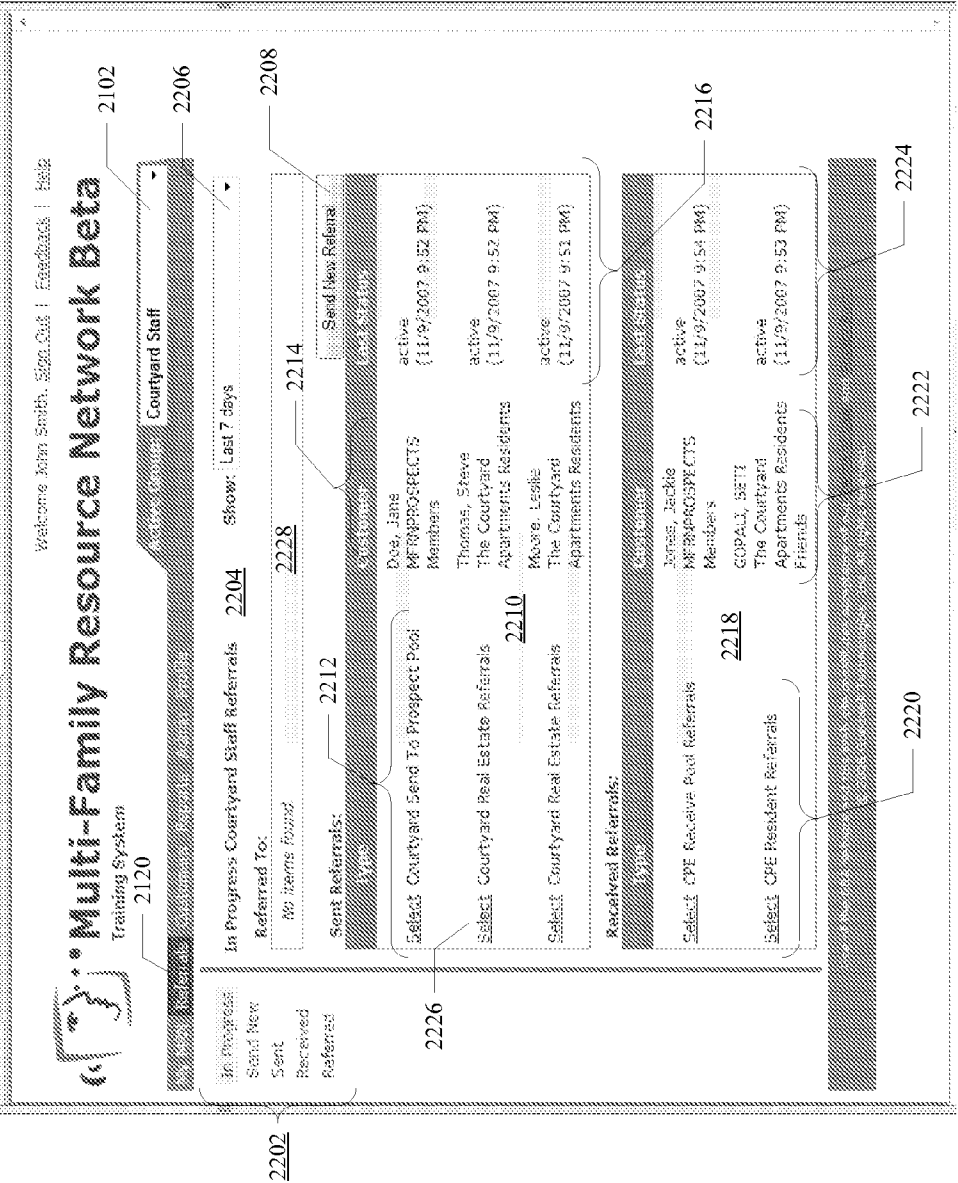 Welcome John Smith. Sign Out | Feedback | Help
Multi-Family Resource Network Beta
Training System
2120
Courtyard Staff
2102
In Progress
Send New
Sent
Received
Referred
2202
In Progress Courtyard Staff Referrals
2204
Show: Last 7 days
2206
Referred To:
No items found.
2228
Sent Referrals:
2212
2214
Send New Referral
2208
Type
Customer
Last Status
Select Courtyard Send To Prospect Pool
Doe, Jane
MFRNPROSPECTS
Members
active
(11/9/2007 9:52 PM)
Select Courtyard Real Estate Referrals
Thomas, Steve
The Courtyard
Apartments Residents
active
(11/9/2007 9:52 PM)
2226
2210
Select Courtyard Real Estate Referrals
Moore, Leslie
The Courtyard
Apartments Residents
active
(11/9/2007 9:51 PM)
2216
Received Referrals:
Type
Customer
Last Status
Select CPE Receive Pool Referrals
Jones, Jackie
MFRNPROSPECTS
Members
active
(11/9/2007 9:54 PM)
2218
Select CPE Resident Referrals
The Courtyard
Apartments Residents
Friends
active
(11/9/2007 9:53 PM)
2220
2222
2224